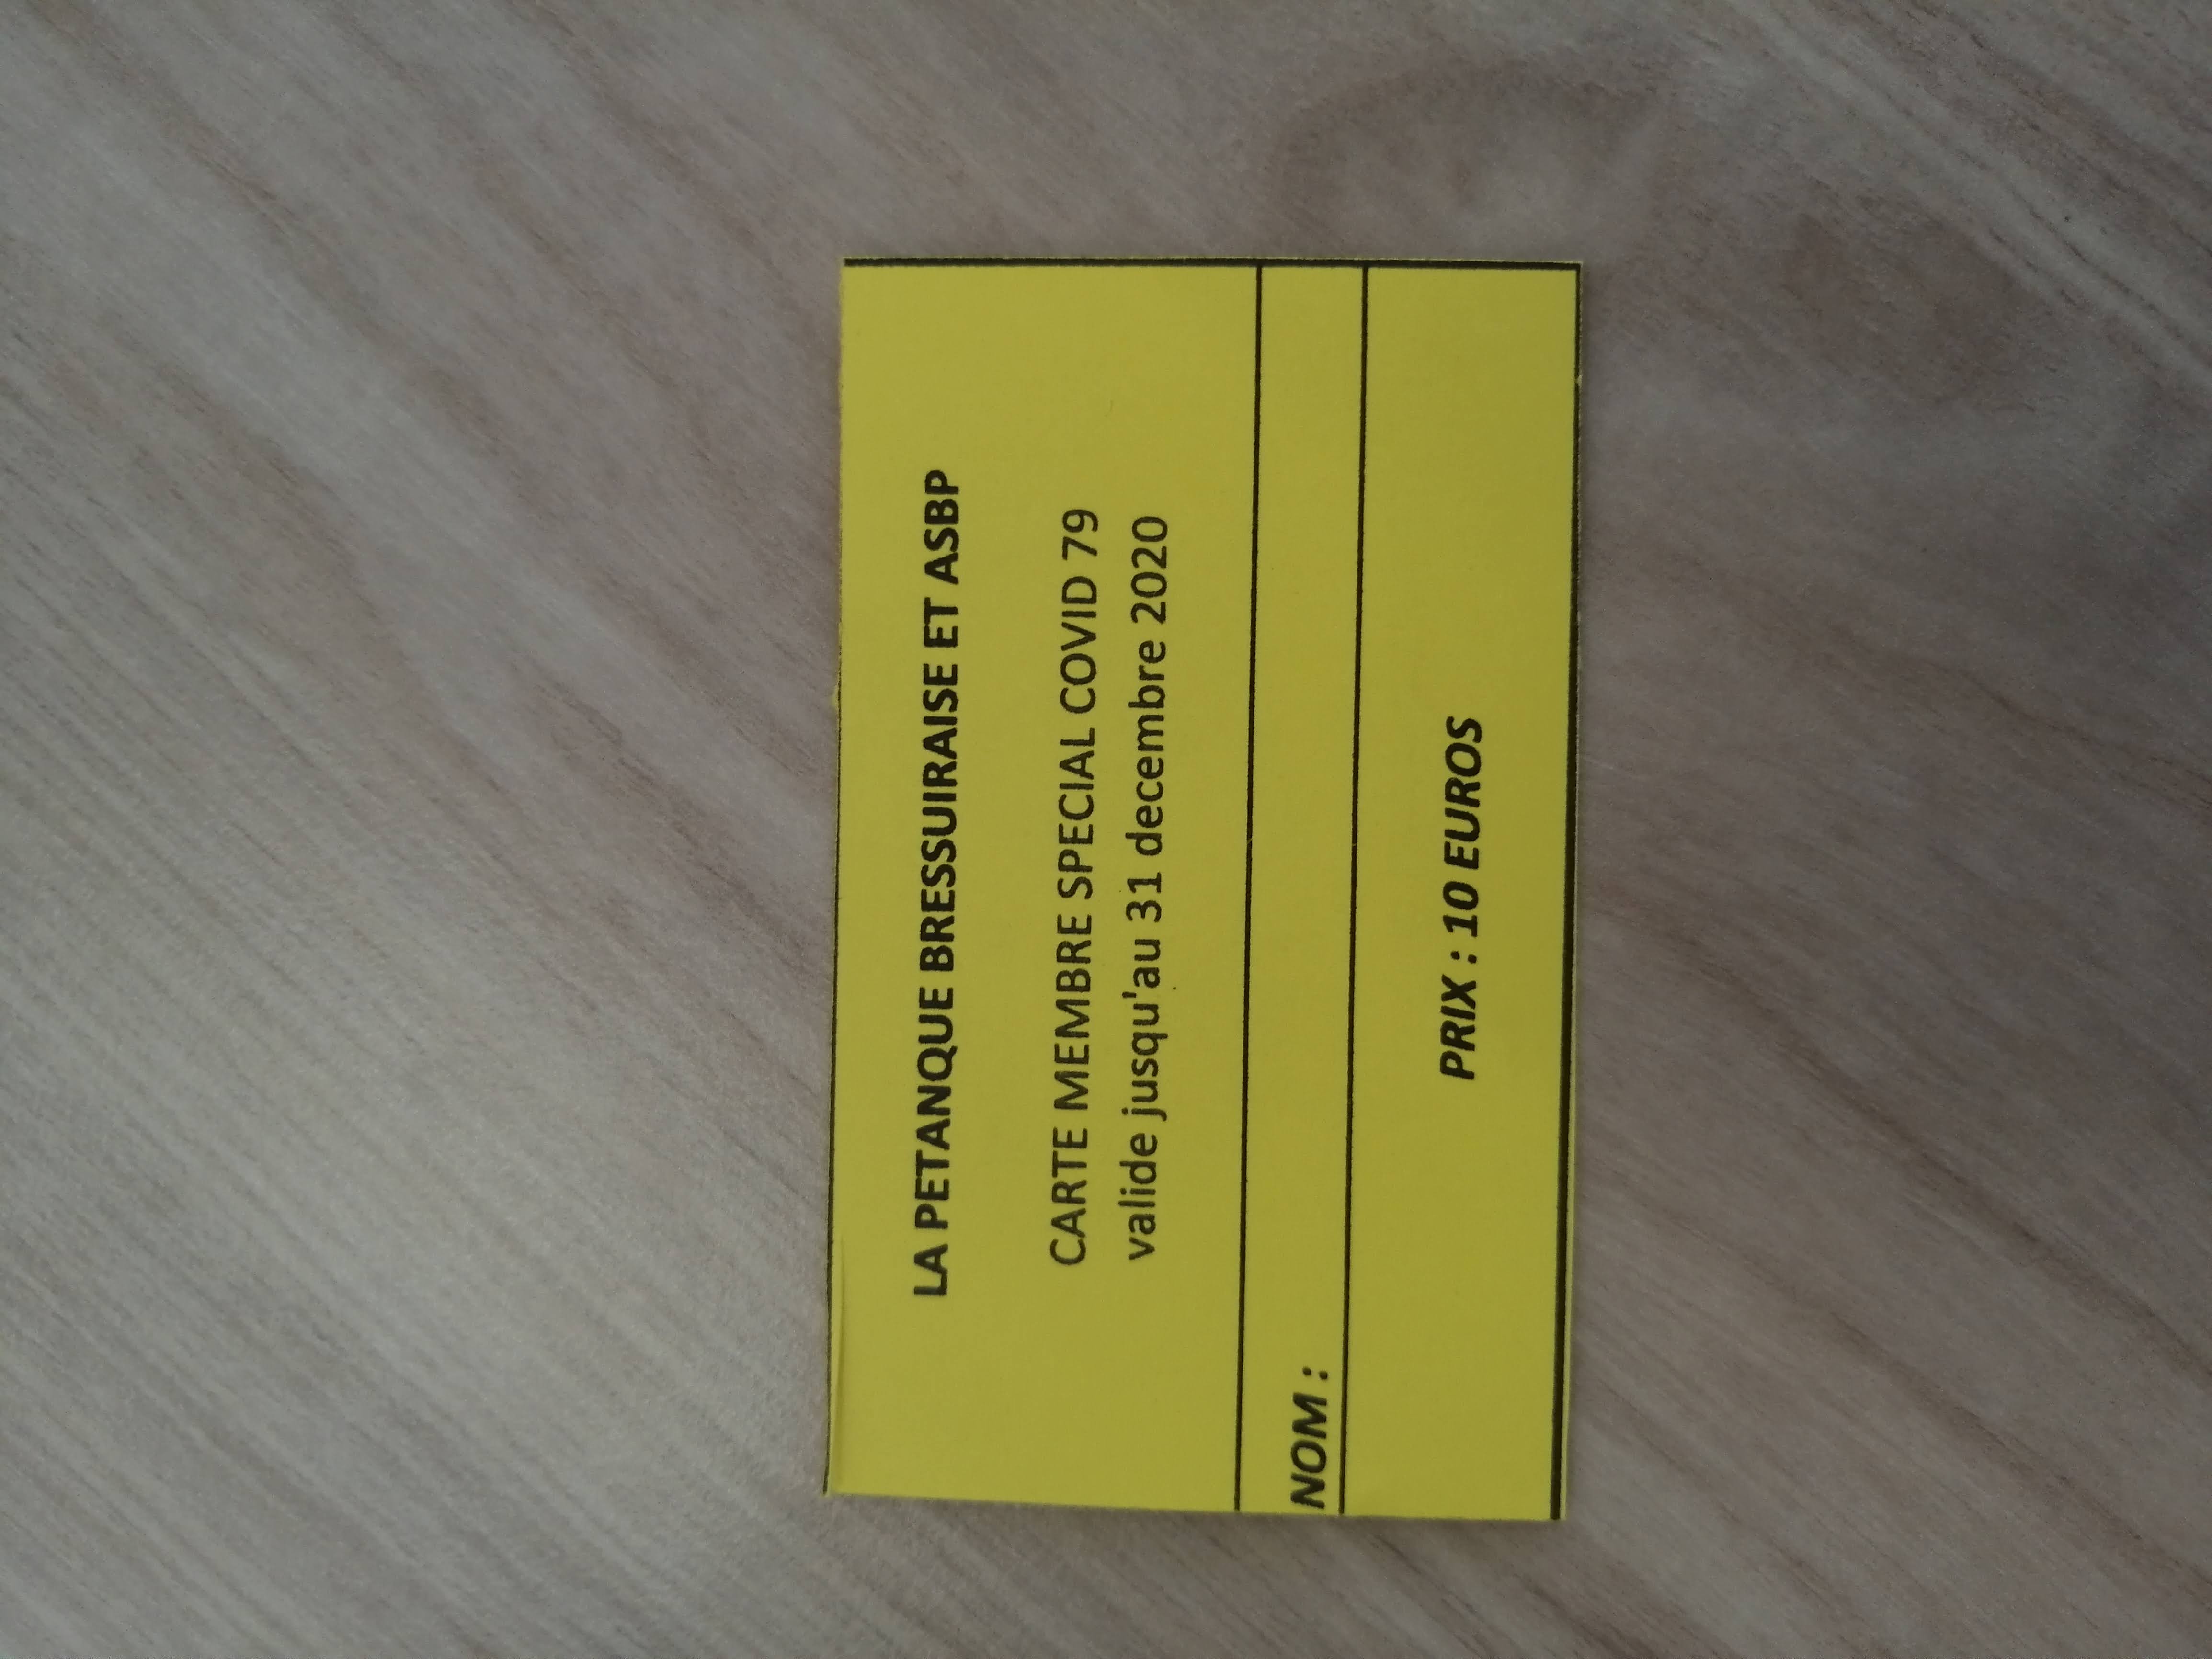 LA PETANQUE BRESSUIRAISE ET ASBP
CARTE MEMBRE SPECIAL COVID 79
valide jusqu'au 31 decembre 2020
NOM :
PRIX : 10 EUROS